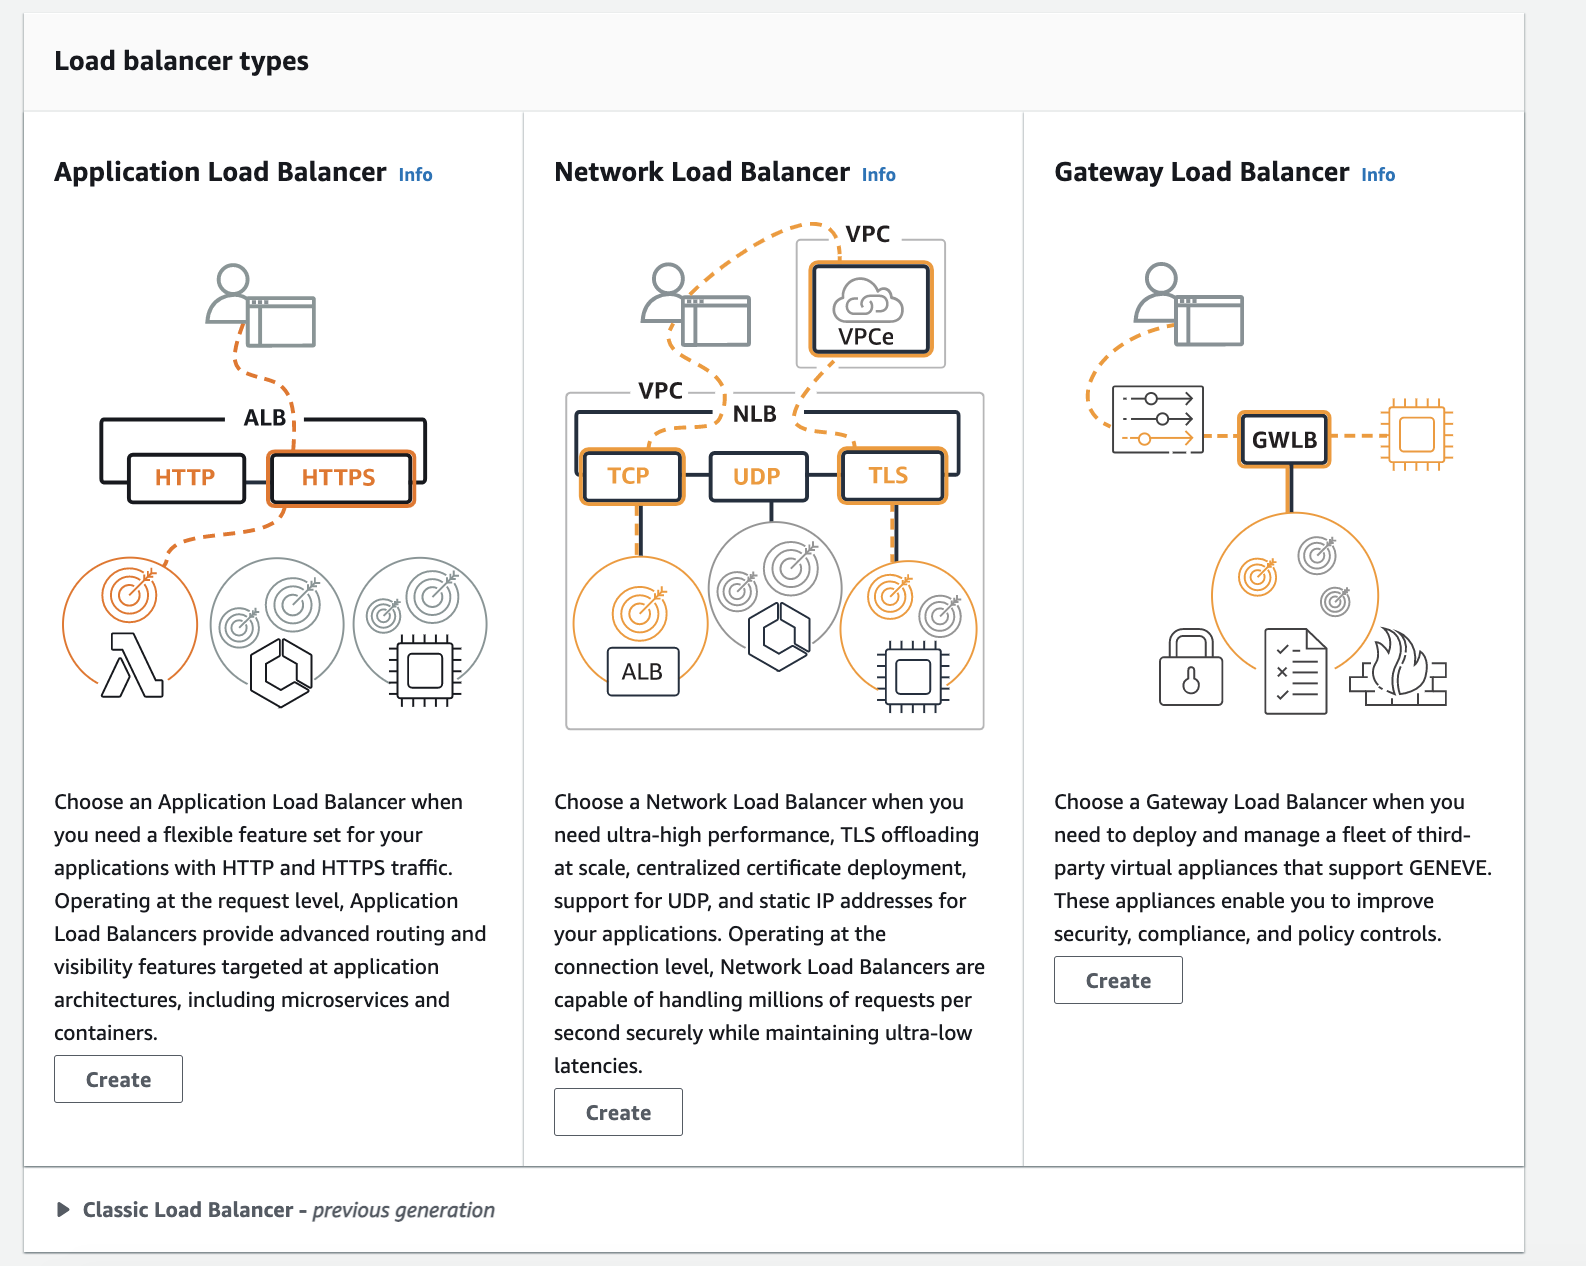 Load balancer types
Application Load Balancer Info
ALB
HTTP
HTTPS
Choose an Application Load Balancer when
you need a flexible feature set for your
applications with HTTP and HTTPS traffic.
Operating at the request level, Application
Load Balancers provide advanced routing and
visibility features targeted at application
architectures, including microservices and
containers.
Create
Network Load Balancer Info
VPC
VPCe
VPC
NLB
TCP
UDP
TLS
ALB
Choose a Network Load Balancer when you
need ultra-high performance, TLS offloading
at scale, centralized certificate deployment,
support for UDP, and static IP addresses for
your applications. Operating at the
connection level, Network Load Balancers are
capable of handling millions of requests per
second securely while maintaining ultra-low
latencies.
Create
Gateway Load Balancer Info
GWLB
Choose a Gateway Load Balancer when you
need to deploy and manage a fleet of third-
party virtual appliances that support GENEVE.
These appliances enable you to improve
security, compliance, and policy controls.
Create
Classic Load Balancer - previous generation